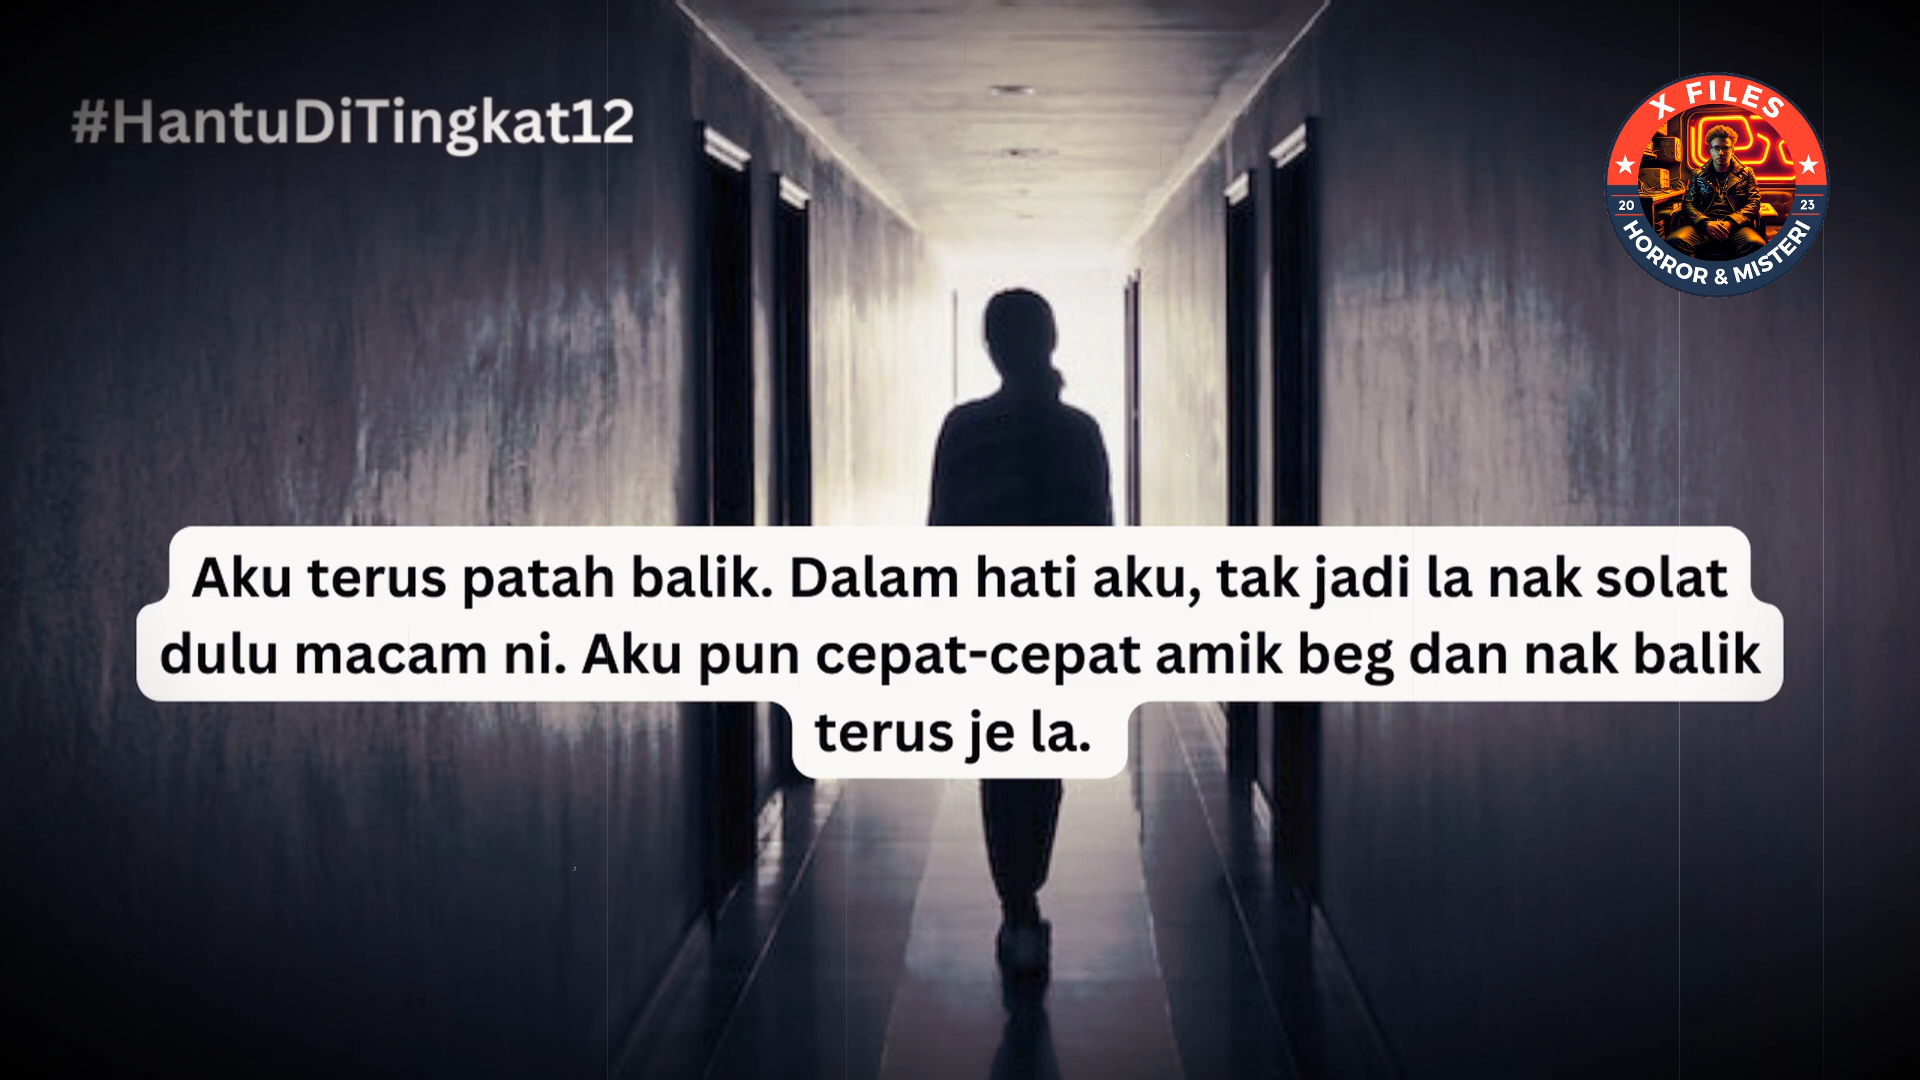 #HantuDiTingkat12
X FILES
20 23
HORROR & MISTERI
Aku terus patah balik. Dalam hati aku, tak jadi la nak solat
dulu macam ni. Aku pun cepat-cepat amik beg dan nak balik
terus je la.